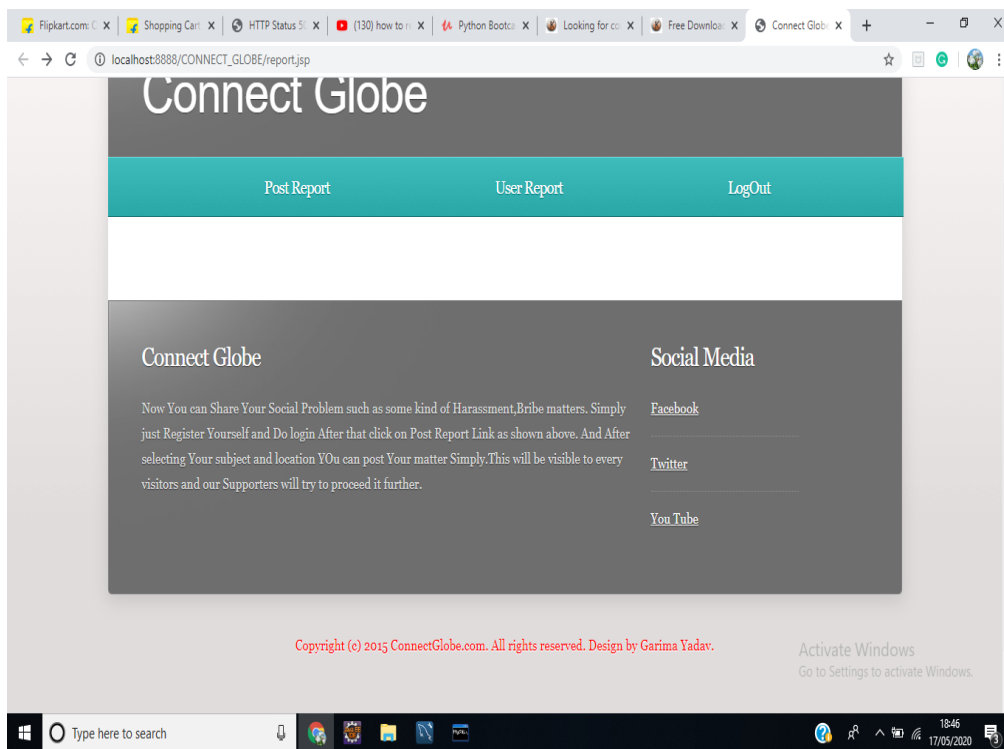 Flipkart.com: C
Shopping Cart
HTTP Status 50
(130) how to re
Python Bootca
Looking for co
Free Download
Connect Globe
localhost:8888/CONNECT_GLOBE/report.jsp
Connect Globe
Post Report
User Report
LogOut
Connect Globe
Social Media
Now You can Share Your Social Problem such as some kind of Harassment,Bribe matters. Simply
just Register Yourself and Do login After that click on Post Report Link as shown above. And After
selecting Your subject and location YOu can post Your matter Simply.This will be visible to every
visitors and our Supporters will try to proceed it further.
Facebook
Twitter
You Tube
Copyright (c) 2015 ConnectGlobe.com. All rights reserved. Design by Garima Yadav.
Activate Windows
Go to Settings to activate Windows.
Type here to search
18:46
17/05/2020